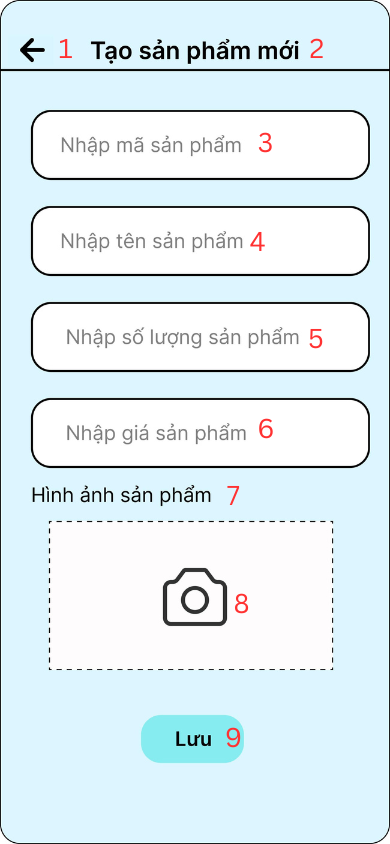 1 Tạo sản phẩm mới 2
Nhập mã sản phẩm 3
Nhập tên sản phẩm 4
Nhập số lượng sản phẩm 5
Nhập giá sản phẩm 6
Hình ảnh sản phẩm 7
8
Lưu 9